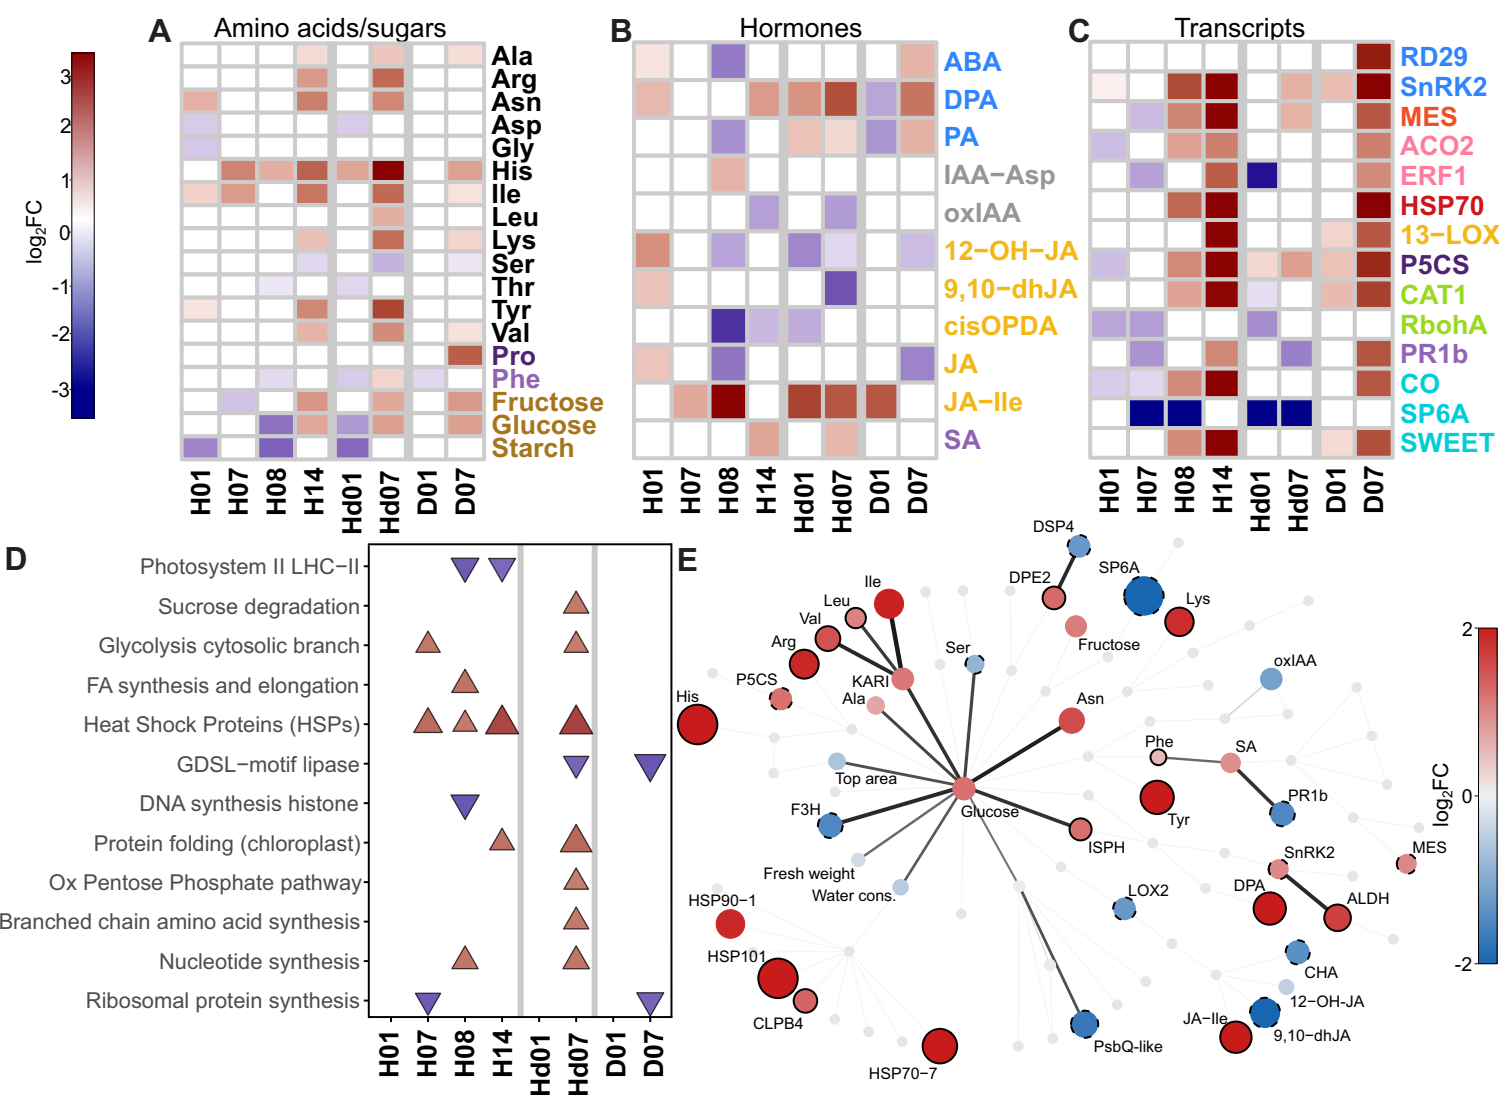 A Amino acids/sugars
B Hormones
C Transcripts
log2FC
3
2
1
0
-1
-2
-3
Ala
Arg
Asn
Asp
Gly
His
Ile
Leu
Lys
Ser
Thr
Tyr
Val
Pro
Phe
Fructose
Glucose
Starch
H01 H07 H08 H14 Hd01 Hd07 D01 D07
ABA
DPA
PA
IAA−Asp
oxIAA
12−OH−JA
9,10−dhJA
cisOPDA
JA
JA−Ile
SA
H01 H07 H08 H14 Hd01 Hd07 D01 D07
RD29
SnRK2
MES
ACO2
ERF1
HSP70
13−LOX
P5CS
CAT1
RbohA
PR1b
CO
SP6A
SWEET
H01 H07 H08 H14 Hd01 Hd07 D01 D07
D
Photosystem II LHC−II
Sucrose degradation
Glycolysis cytosolic branch
FA synthesis and elongation
Heat Shock Proteins (HSPs)
GDSL−motif lipase
DNA synthesis histone
Protein folding (chloroplast)
Ox Pentose Phosphate pathway
Branched chain amino acid synthesis
Nucleotide synthesis
Ribosomal protein synthesis
H01 H07 H08 H14 Hd01 Hd07 D01 D07
E
DSP4
DPE2
SP6A
Lys
Fructose
Ile
Leu
Val
Arg
KARI
Ser
P5CS
Ala
His
Asn
oxIAA
Phe
SA
Top area
Glucose
Tyr
PR1b
F3H
ISPH
Fresh weight
Water cons.
SnRK2
MES
HSP90−1
LOX2
DPA
ALDH
HSP101
CLPB4
CHA
12−OH−JA
JA−Ile
9,10−dhJA
HSP70−7
PsbQ−like
2
0
-2
log2FC